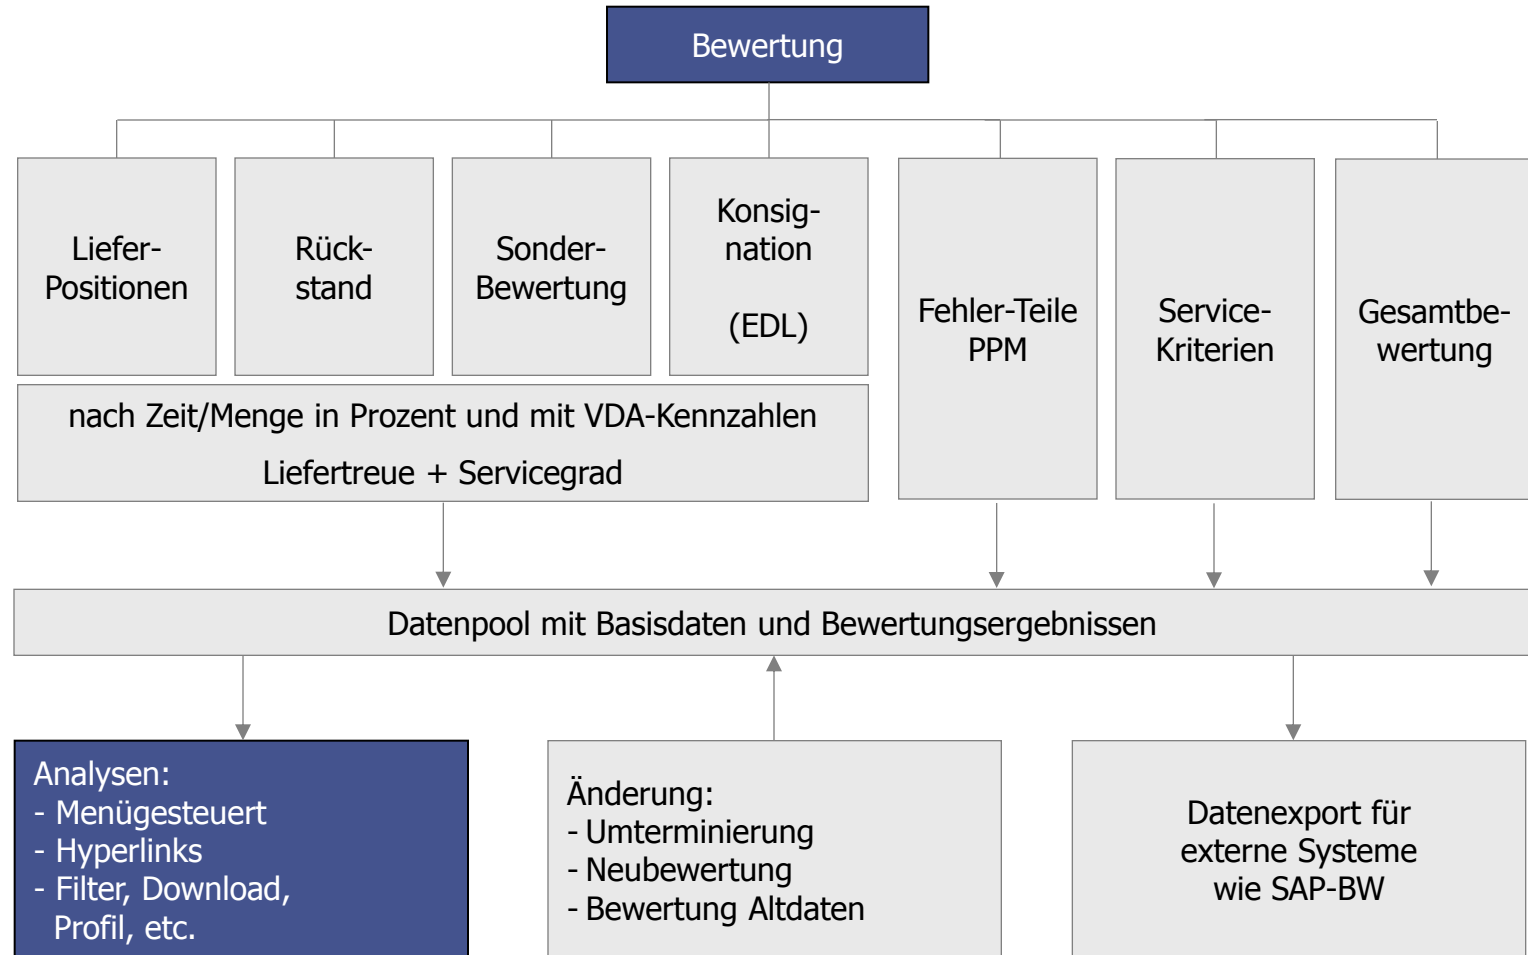 Bewertung
Liefer-
Positionen
Rück-
stand
Sonder-
Bewertung
Konsig-
nation
(EDL)
Fehler-Teile
PPM
Service-
Kriterien
Gesamtbe-
wertung
nach Zeit/Menge in Prozent und mit VDA-Kennzahlen
Liefertreue + Servicegrad
Datenpool mit Basisdaten und Bewertungsergebnissen
Analysen:
- Menügesteuert
- Hyperlinks
- Filter, Download,
Profil, etc.
Änderung:
- Umterminierung
- Neubewertung
- Bewertung Altdaten
Datenexport für
externe Systeme
wie SAP-BW